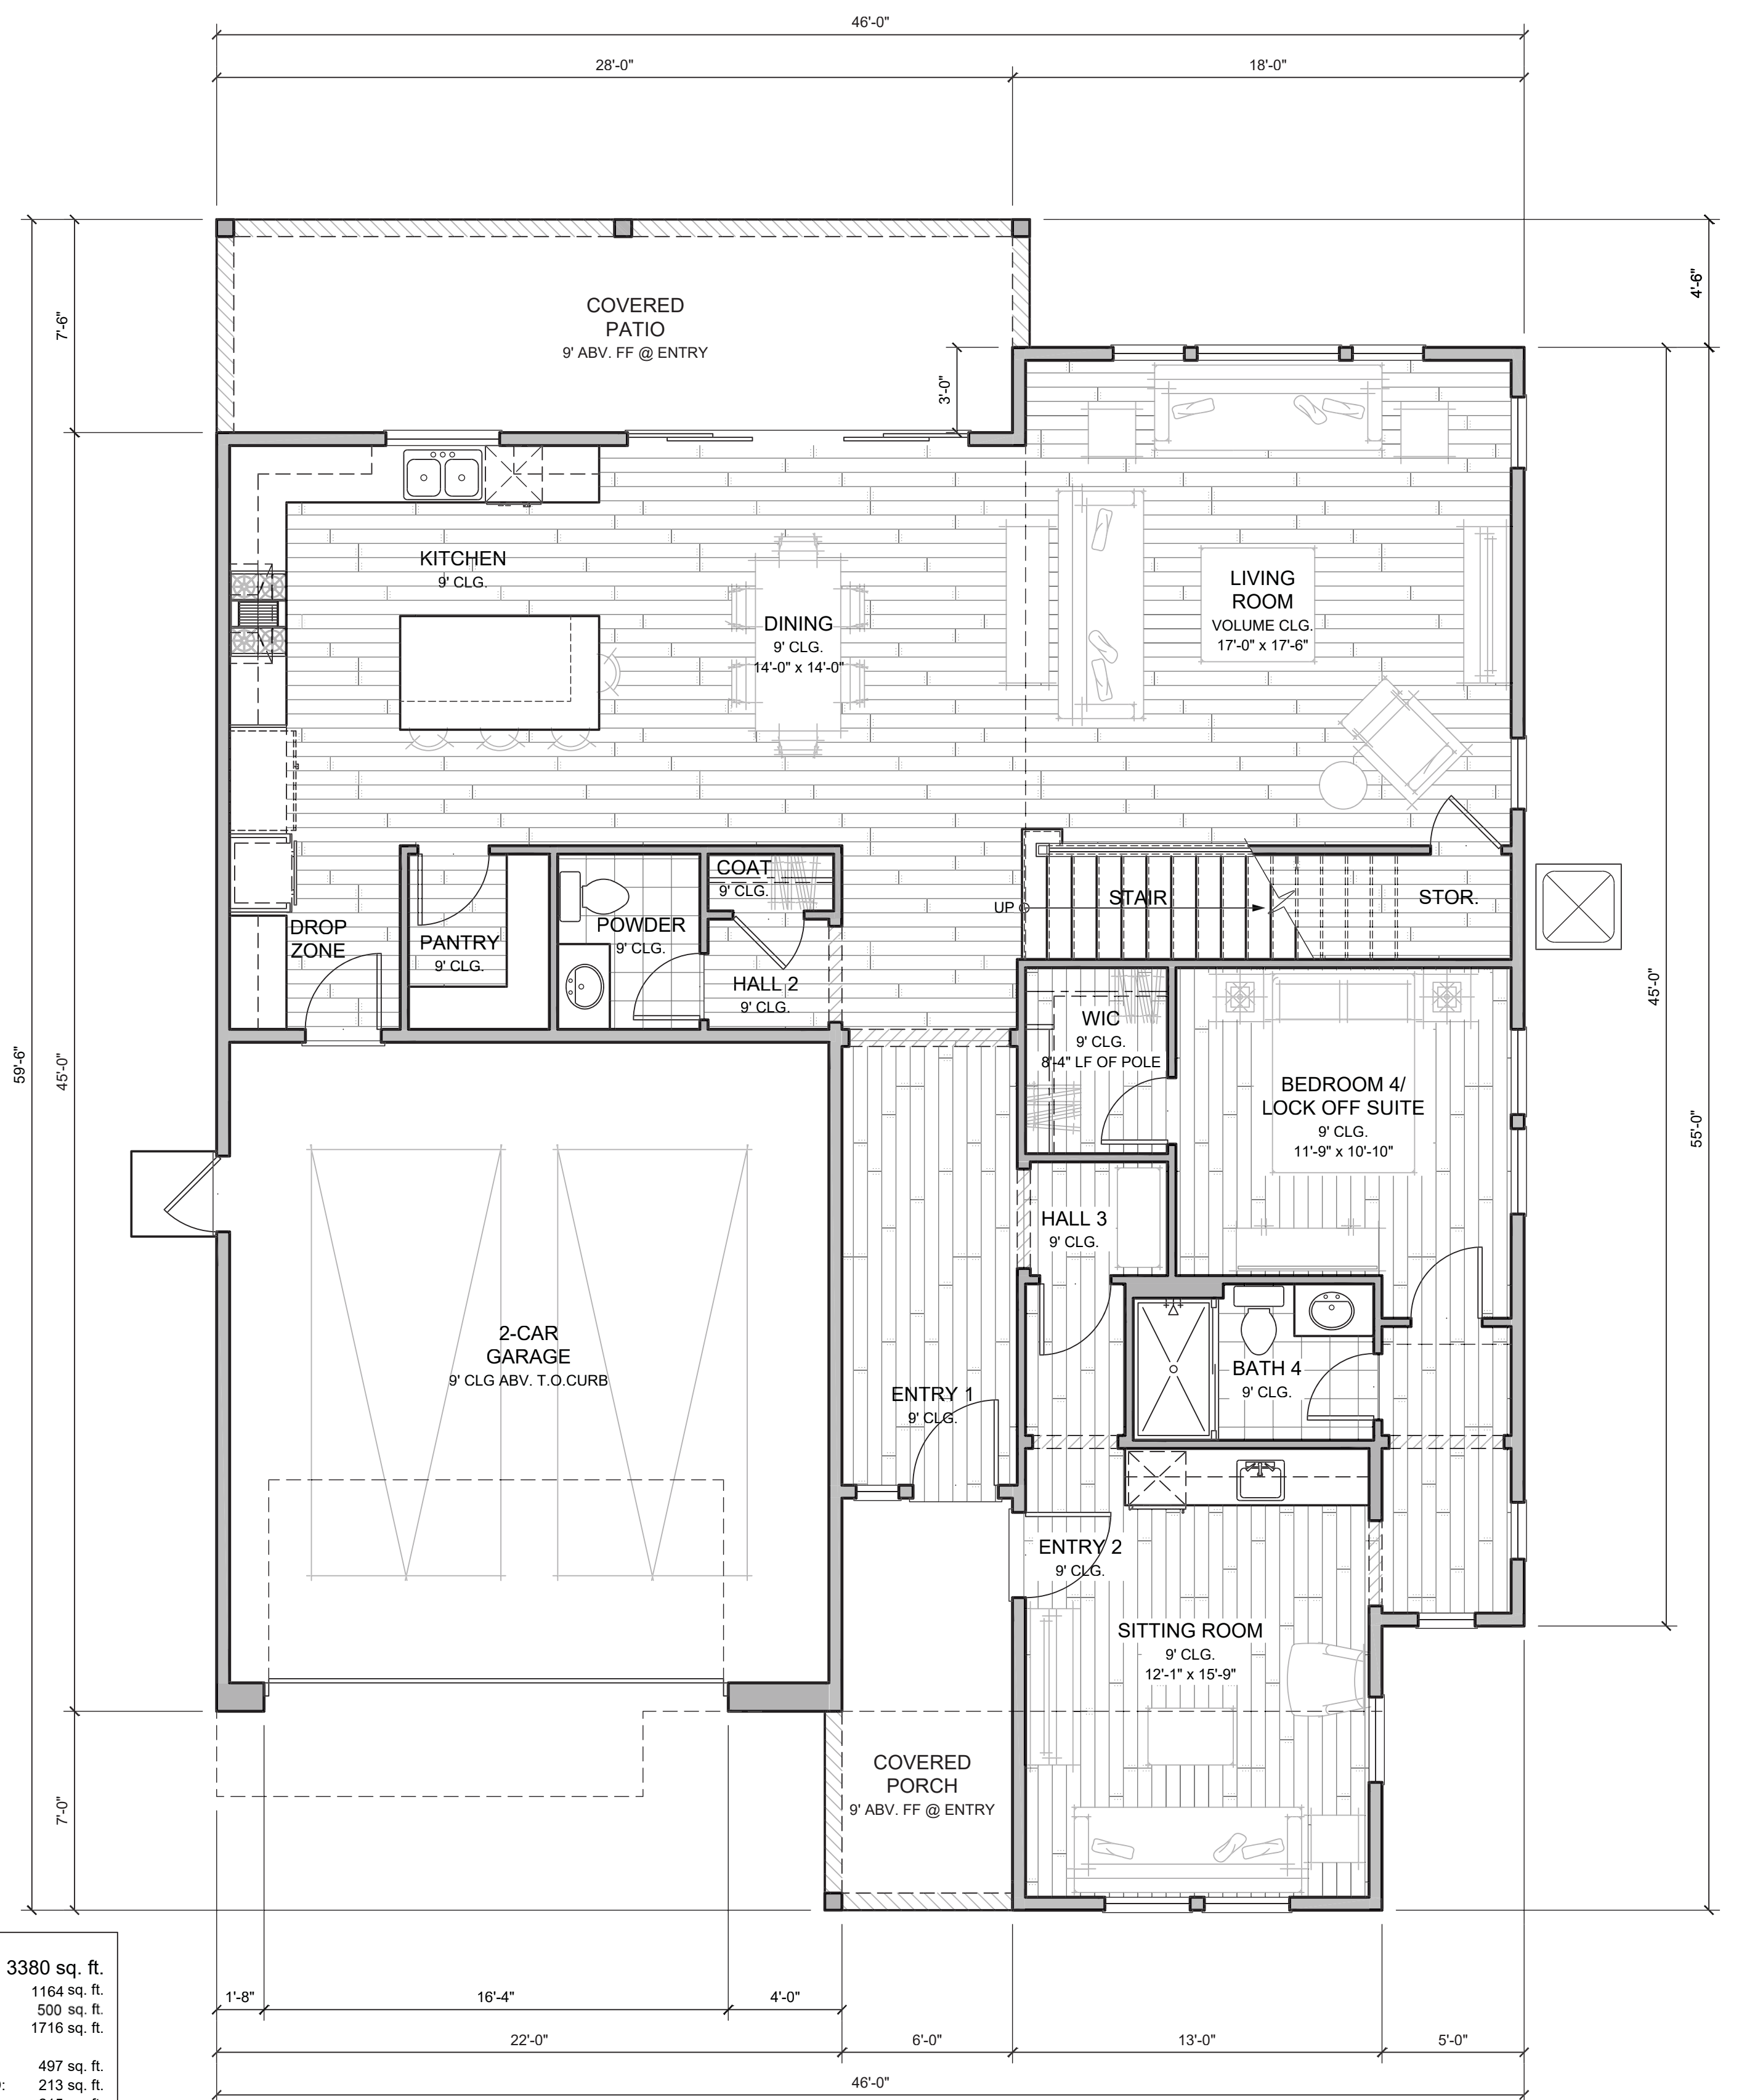 46'-0"
28'-0"
18'-0"
4'-6"
7'-6"
COVERED
PATIO
9' ABV. FF @ ENTRY
3'-0"
KITCHEN
9' CLG.
DINING
9' CLG.
14'-0" x 14'-0"
LIVING
ROOM
VOLUME CLG.
17'-0" x 17'-6"
COAT
9' CLG.
UP
STAIR
STOR.
DROP
ZONE
PANTRY
9' CLG.
POWDER
9' CLG.
HALL 2
9' CLG.
45'-0"
WIC
9' CLG.
8'-4" LF OF POLE
59'-6"
45'-0"
BEDROOM 4/
LOCK OFF SUITE
9' CLG.
11'-9" x 10'-10"
55'-0"
HALL 3
9' CLG.
2-CAR
GARAGE
9' CLG ABV. T.O.CURB
ENTRY 1
9' CLG.
BATH 4
9' CLG.
ENTRY 2
9' CLG.
SITTING ROOM
9' CLG.
12'-1" x 15'-9"
COVERED
PORCH
9' ABV. FF @ ENTRY
7'-0"
3380 sq. ft.
1164 sq. ft.
500 sq. ft.
1716 sq. ft.
497 sq. ft.
213 sq. ft.
1'-8"
16'-4"
4'-0"
22'-0"
6'-0"
13'-0"
5'-0"
46'-0"